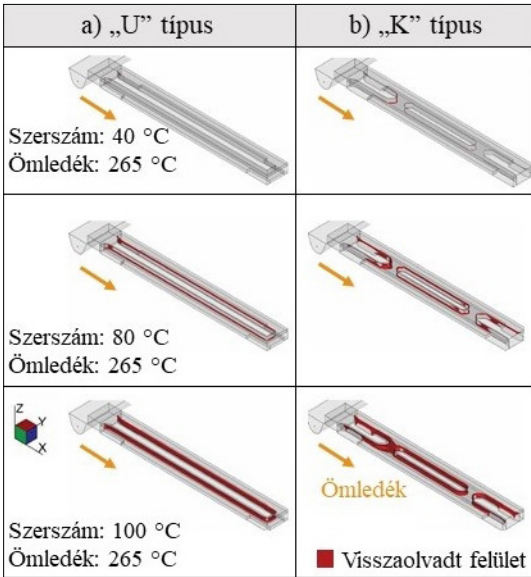 a) „U” típus
b) „K” típus
Szerszám: 40 °C
Ömledék: 265 °C
Szerszám: 80 °C
Ömledék: 265 °C
Z
Y
X
Ömledék
Szerszám: 100 °C
Ömledék: 265 °C
Visszaolvadt felület